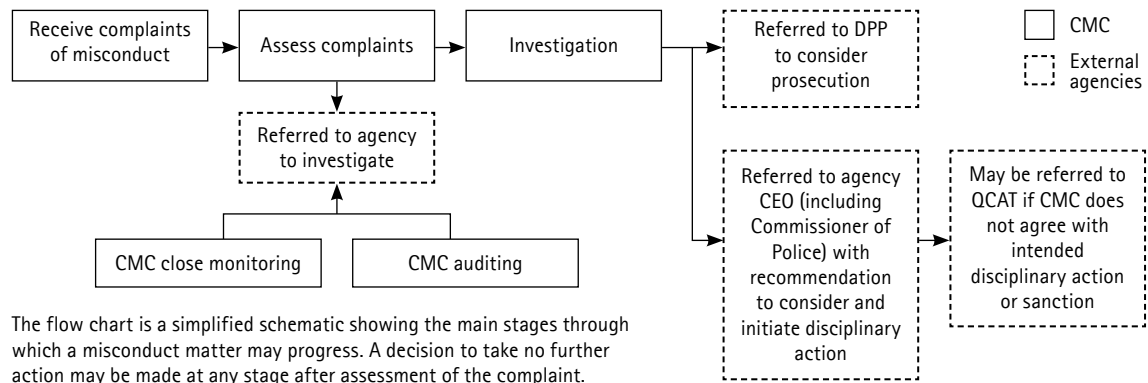 Receive complaints
of misconduct
Assess complaints
Investigation
Referred to DPP
to consider
prosecution
CMC
External
agencies
Referred to agency
to investigate
CMC close monitoring
CMC auditing
Referred to agency
CEO (including
Commissioner of
Police) with
recommendation
to consider and
initiate disciplinary
action
May be referred to
QCAT if CMC does
not agree with
intended
disciplinary action
or sanction
The flow chart is a simplified schematic showing the main stages through
which a misconduct matter may progress. A decision to take no further
action may be made at any stage after assessment of the complaint.